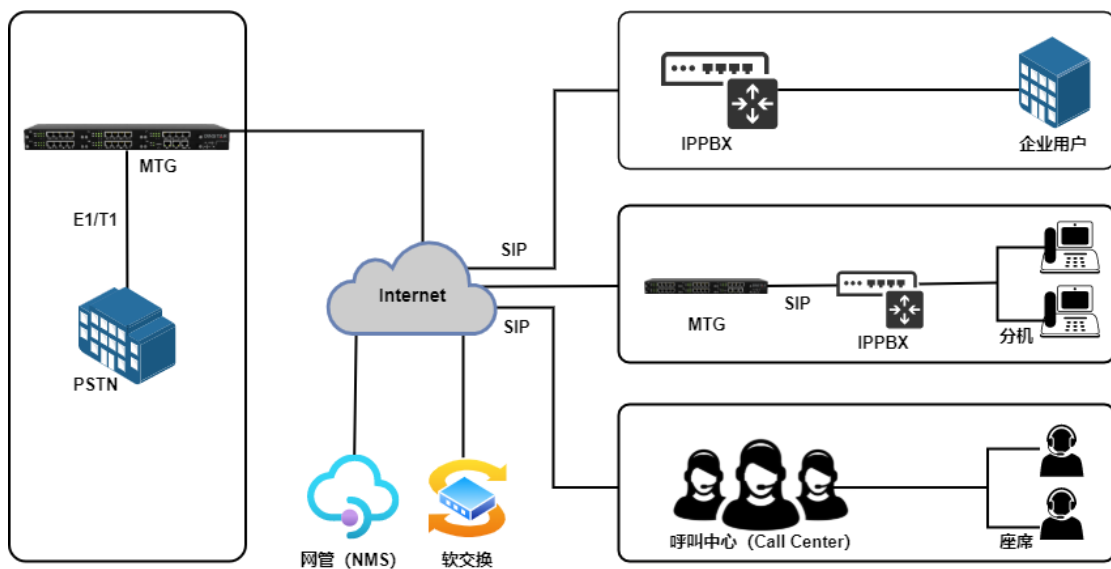 MTG
E1/T1
PSTN
Internet
SIP
SIP
网管（NMS）
软交换
IPPBX
企业用户
MTG
SIP
IPPBX
分机
呼叫中心（Call Center）
座席